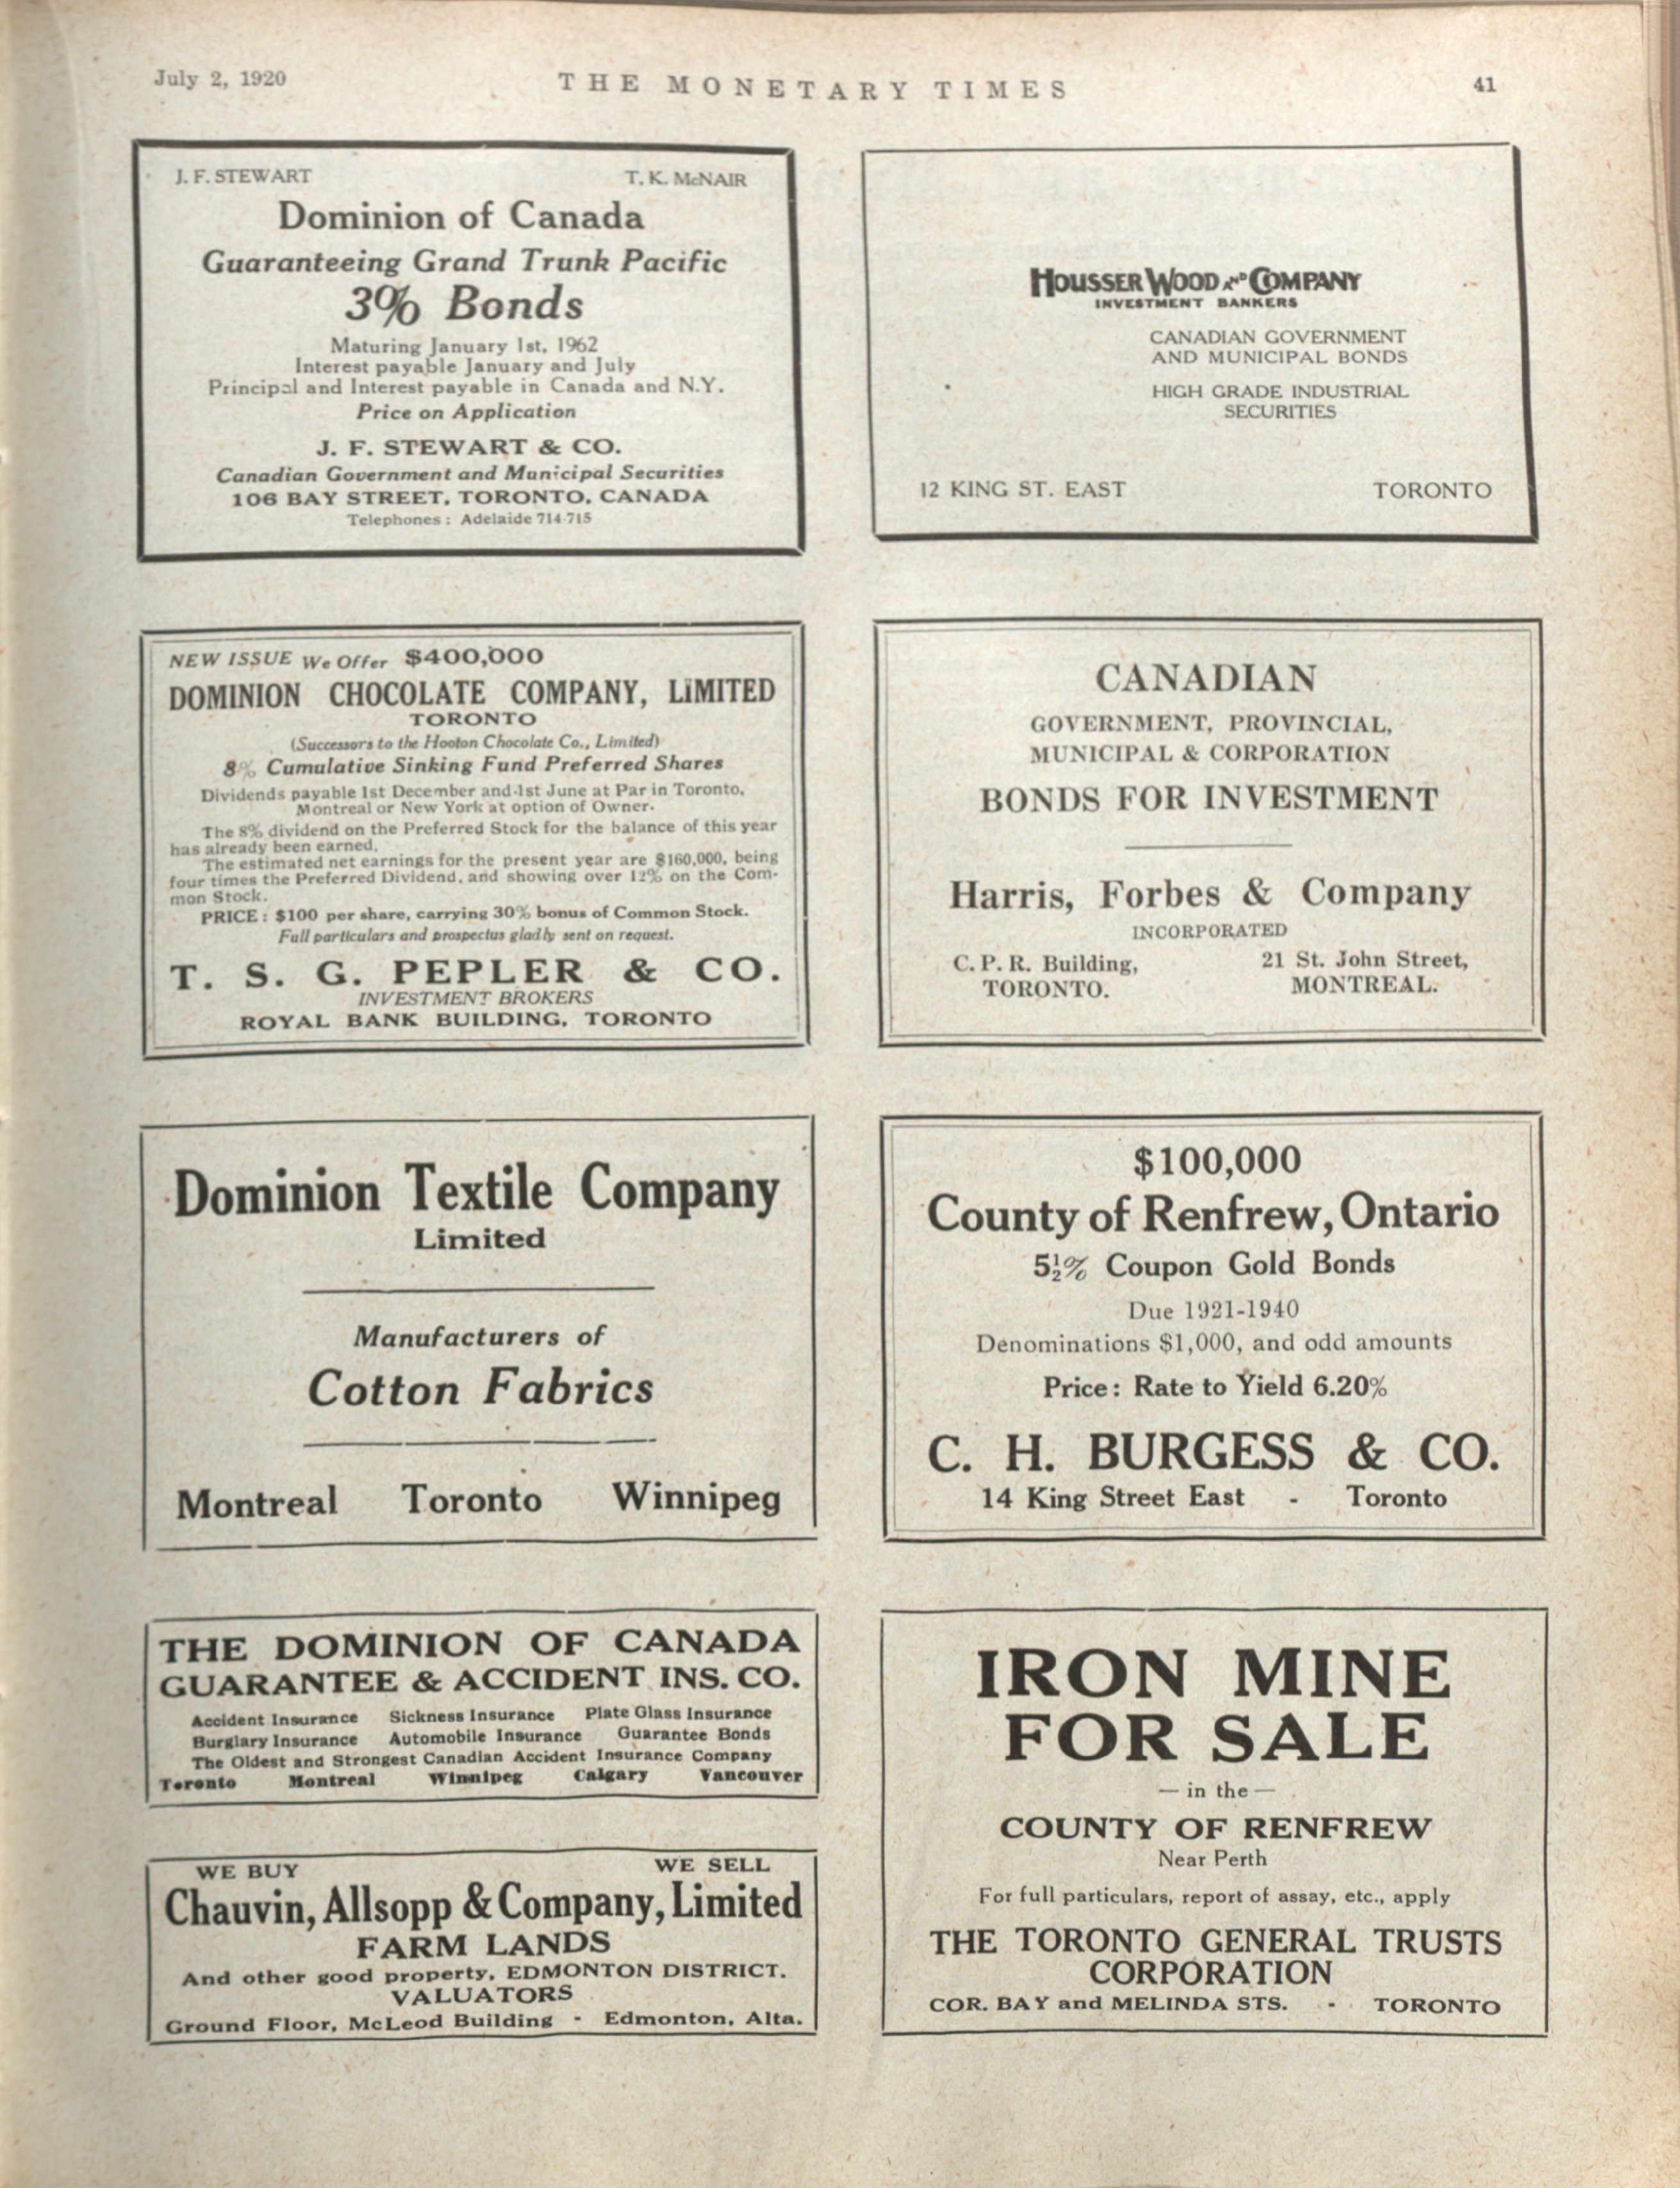 July 2, 1920
THE MONETARY TIMES
41
J. F. STEWART
T. K. McNAIR
Dominion of Canada
Guaranteeing Grand Trunk Pacific
3% Bonds
Maturing January 1st, 1962
Interest payable January and July
Principal and Interest payable in Canada and N.Y.
Price on Application
J. F. STEWART & CO.
Canadian Government and Municipal Securities
106 BAY STREET, TORONTO, CANADA
Telephones : Adelaide 714-715
HOUSSER WOOD AND COMPANY
INVESTMENT BANKERS
CANADIAN GOVERNMENT
AND MUNICIPAL BONDS
HIGH GRADE INDUSTRIAL
SECURITIES
12 KING ST. EAST
TORONTO
NEW ISSUE We Offer $400,000
DOMINION CHOCOLATE COMPANY, LIMITED
TORONTO
(Successors to the Hooton Chocolate Co., Limited)
8% Cumulative Sinking Fund Preferred Shares
Dividends payable 1st December and 1st June at Par in Toronto,
Montreal or New York at option of Owner.
The 8% dividend on the Preferred Stock for the balance of this year
has already been earned.
The estimated net earnings for the present year are $160,000, being
four times the Preferred Dividend, and showing over 12% on the Com-
mon Stock.
PRICE : $100 per share, carrying 30% bonus of Common Stock.
Full particulars and prospectus gladly sent on request.
T. S. G. PEPLER & CO.
INVESTMENT BROKERS
ROYAL BANK BUILDING, TORONTO
CANADIAN
GOVERNMENT, PROVINCIAL,
MUNICIPAL & CORPORATION
BONDS FOR INVESTMENT
Harris, Forbes & Company
INCORPORATED
C. P. R. Building,
TORONTO.
21 St. John Street,
MONTREAL.
Dominion Textile Company
Limited
Manufacturers of
Cotton Fabrics
Montreal Toronto Winnipeg
$100,000
County of Renfrew, Ontario
5½% Coupon Gold Bonds
Due 1921-1940
Denominations $1,000, and odd amounts
Price : Rate to Yield 6.20%
C. H. BURGESS & CO.
14 King Street East - Toronto
THE DOMINION OF CANADA
GUARANTEE & ACCIDENT INS. CO.
Accident Insurance Sickness Insurance Plate Glass Insurance
Burglary Insurance Automobile Insurance Guarantee Bonds
The Oldest and Strongest Canadian Accident Insurance Company
Toronto Montreal Winnipeg Calgary Vancouver
WE BUY
WE SELL
Chauvin, Allsopp & Company, Limited
FARM LANDS
And other good property, EDMONTON DISTRICT.
VALUATORS
Ground Floor, McLeod Building - Edmonton, Alta.
IRON MINE
FOR SALE
— in the —
COUNTY OF RENFREW
Near Perth
For full particulars, report of assay, etc., apply
THE TORONTO GENERAL TRUSTS
CORPORATION
COR. BAY and MELINDA STS. - TORONTO